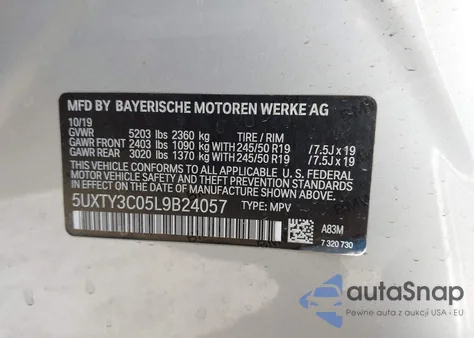 MFD BY BAYERISCHE MOTOREN WERKE AG
10/19
GVWR 5203 lbs 2360 kg TIRE / RIM
GAWR FRONT 2403 lbs 1090 kg WITH 245/50 R19 /7.5J x 19
GAWR REAR 3020 lbs 1370 kg WITH 245/50 R19 /7.5J x 19
THIS VEHICLE CONFORMS TO ALL APPLICABLE U. S. FEDERAL
MOTOR VEHICLE SAFETY, BUMPER, AND THEFT PREVENTION
STANDARDS IN EFFECT ON THE DATE OF MANUFACTURE SHOWN ABOVE.
5UXTY3C05L9B24057 TYPE: MPV
A83M
7 320 730
autoSnap
Pewne auta z aukcji USA - EU